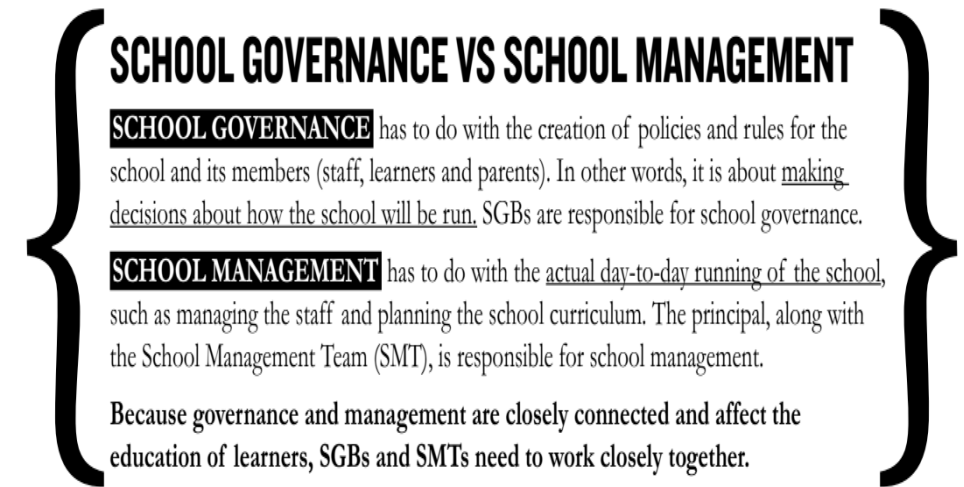 SCHOOL GOVERNANCE VS SCHOOL MANAGEMENT
SCHOOL GOVERNANCE has to do with the creation of policies and rules for the
school and its members (staff, learners and parents). In other words, it is about making
decisions about how the school will be run. SGBs are responsible for school governance.
SCHOOL MANAGEMENT has to do with the actual day-to-day running of the school,
such as managing the staff and planning the school curriculum. The principal, along with
the School Management Team (SMT), is responsible for school management.
Because governance and management are closely connected and affect the
education of learners, SGBs and SMTs need to work closely together.